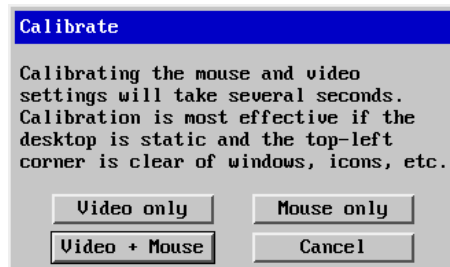 Calibrate
Calibrating the mouse and video
settings will take several seconds.
Calibration is most effective if the
desktop is static and the top-left
corner is clear of windows, icons, etc.
Video only
Mouse only
Video + Mouse
Cancel